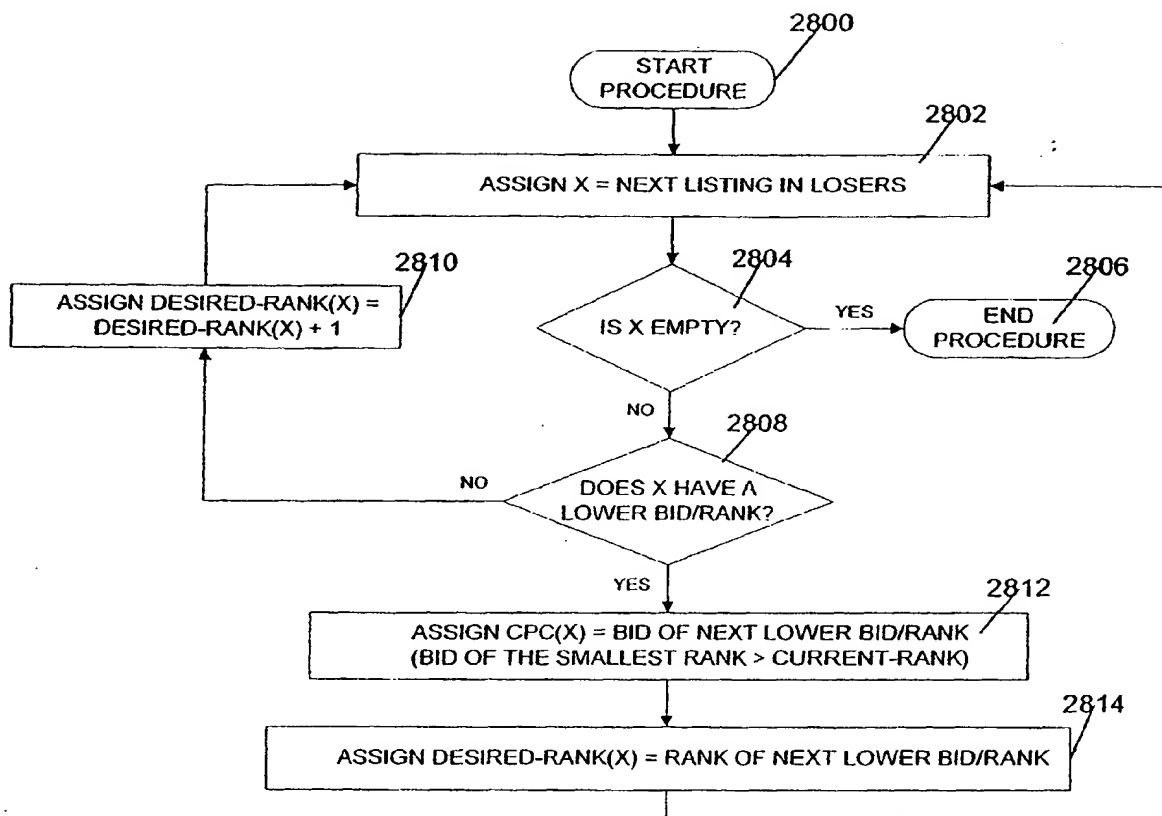 2800
START
PROCEDURE
2802
ASSIGN X = NEXT LISTING IN LOSERS
2810
ASSIGN DESIRED-RANK(X) =
DESIRED-RANK(X) + 1
2804
IS X EMPTY?
YES
2806
END
PROCEDURE
NO
2808
DOES X HAVE A
LOWER BID/RANK?
NO
YES
2812
ASSIGN CPC(X) = BID OF NEXT LOWER BID/RANK
(BID OF THE SMALLEST RANK > CURRENT-RANK)
2814
ASSIGN DESIRED-RANK(X) = RANK OF NEXT LOWER BID/RANK